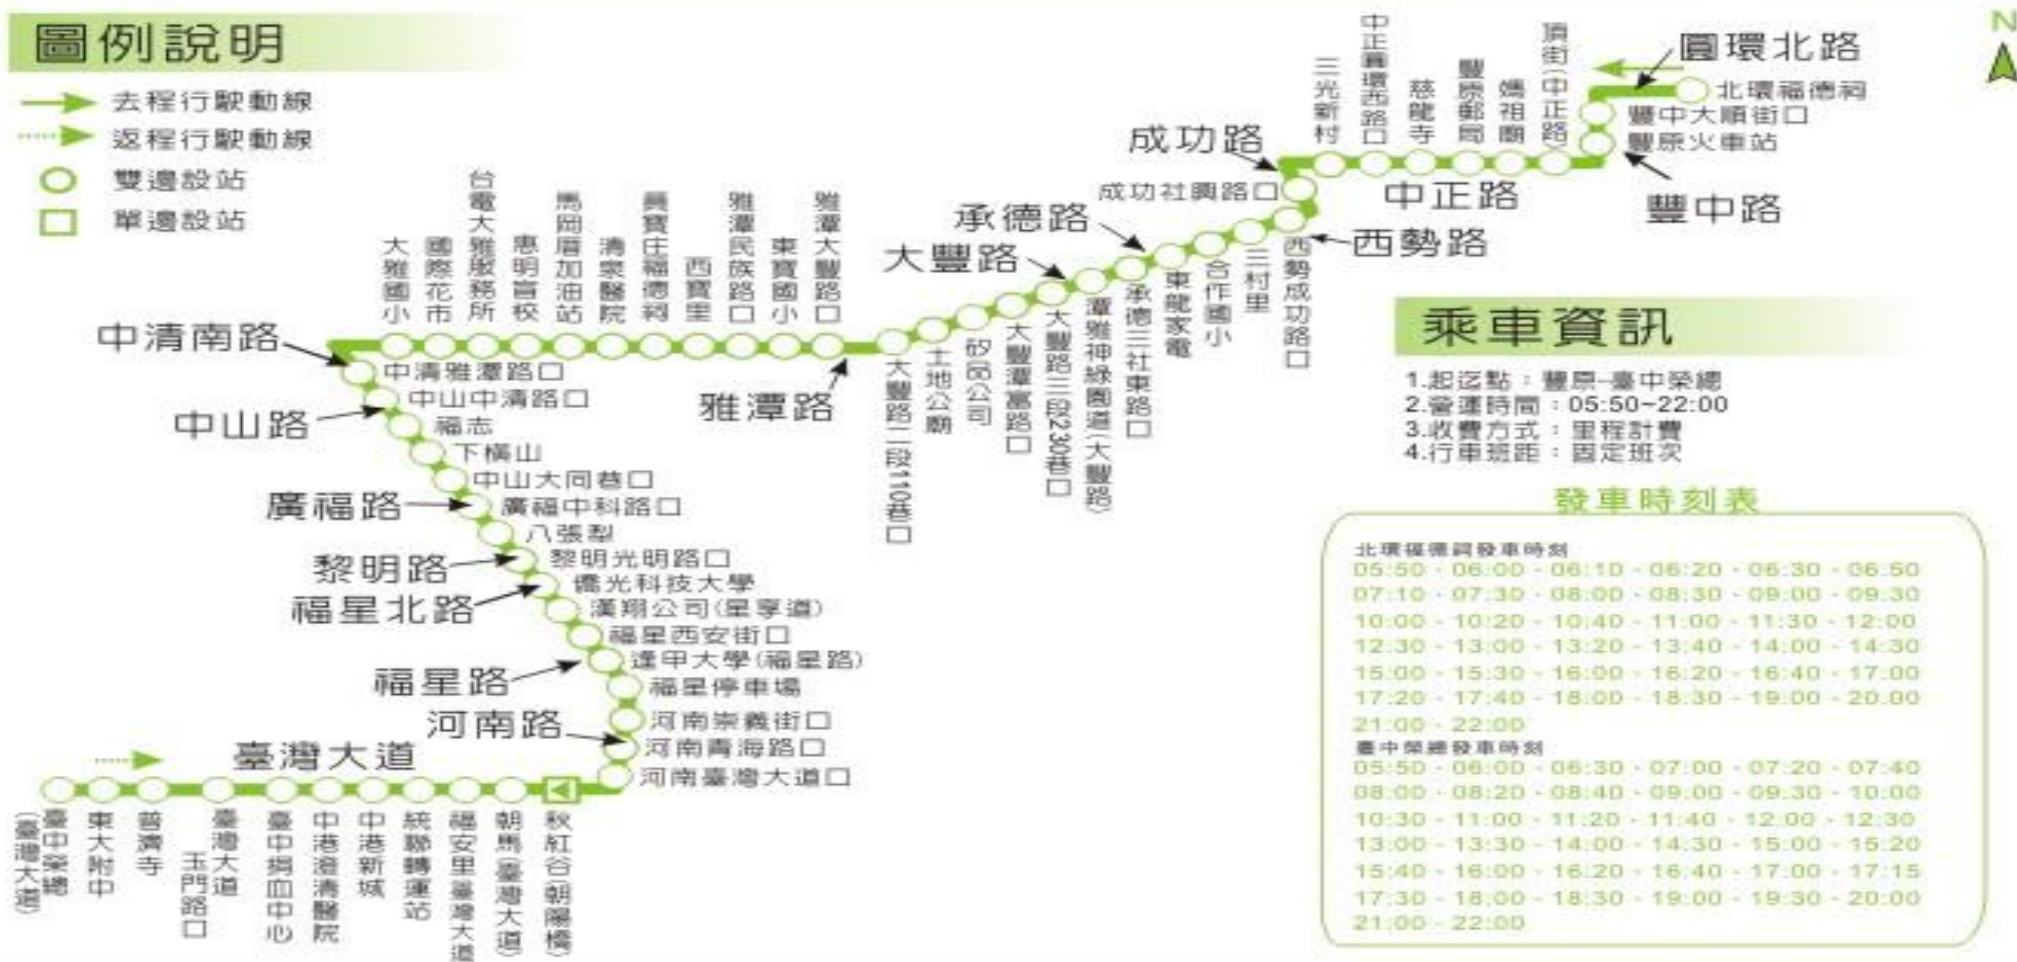 圖例說明
去程行駛動線
返程行駛動線
雙邊設站
單邊設站
N
圓環北路
北環福德祠
豐中大順街口
豐原火車站
豐中路
頂街(中正路)
媽祖廟
豐原郵局
慈龍寺
中正圓環西路口
三光新村
中正路
成功路
成功社興路口
西勢路
西勢成功路口
三村里
合作國小
東龍家電
承德路
承德三社東路口
潭雅神綠園道(大豐路)
大豐路
大豐路三段230巷口
大豐潭富路口
矽品公司
土地公廟
大豐路二段110巷口
雅潭路
雅潭大豐路口
東寶國小
雅潭民族路口
西寶里
員寶庄福德祠
清泉醫院
馬岡厝加油站
惠明盲校
台電大雅服務所
國際花市
大雅國小
中清南路
中清雅潭路口
中山中清路口
中山路
福志
下橫山
中山大同巷口
廣福路
廣福中科路口
八張犁
黎明路
黎明光明路口
福星北路
僑光科技大學
漢翔公司(星享道)
福星西安街口
福星路
逢甲大學(福星路)
福星停車場
河南路
河南崇義街口
河南青海路口
河南臺灣大道口
臺灣大道
秋紅谷(朝陽橋)
朝馬(臺灣大道)
福安里臺灣大道
統聯轉運站
中港新城
中港澄清醫院
臺中捐血中心
臺灣大道
玉門路口
普濟寺
東大附中
臺中榮總
(臺灣大道)
乘車資訊
1.起迄點：豐原-臺中榮總
2.營運時間：05:50~22:00
3.收費方式：里程計費
4.行車班距：固定班次
發車時刻表
北環福德祠發車時刻
05:50 - 06:00 - 06:10 - 06:20 - 06:30 - 06:50
07:10 - 07:30 - 08:00 - 08:30 - 09:00 - 09:30
10:00 - 10:20 - 10:40 - 11:00 - 11:30 - 12:00
12:30 - 13:00 - 13:20 - 13:40 - 14:00 - 14:30
15:00 - 15:30 - 16:00 - 16:20 - 16:40 - 17:00
17:20 - 17:40 - 18:00 - 18:30 - 19:00 - 20:00
21:00 - 22:00
臺中榮總發車時刻
05:50 - 06:00 - 06:30 - 07:00 - 07:20 - 07:40
08:00 - 08:20 - 08:40 - 09:00 - 09:30 - 10:00
10:30 - 11:00 - 11:20 - 11:40 - 12:00 - 12:30
13:00 - 13:30 - 14:00 - 14:30 - 15:00 - 15:20
15:40 - 16:00 - 16:20 - 16:40 - 17:00 - 17:15
17:30 - 18:00 - 18:30 - 19:00 - 19:30 - 20:00
21:00 - 22:00